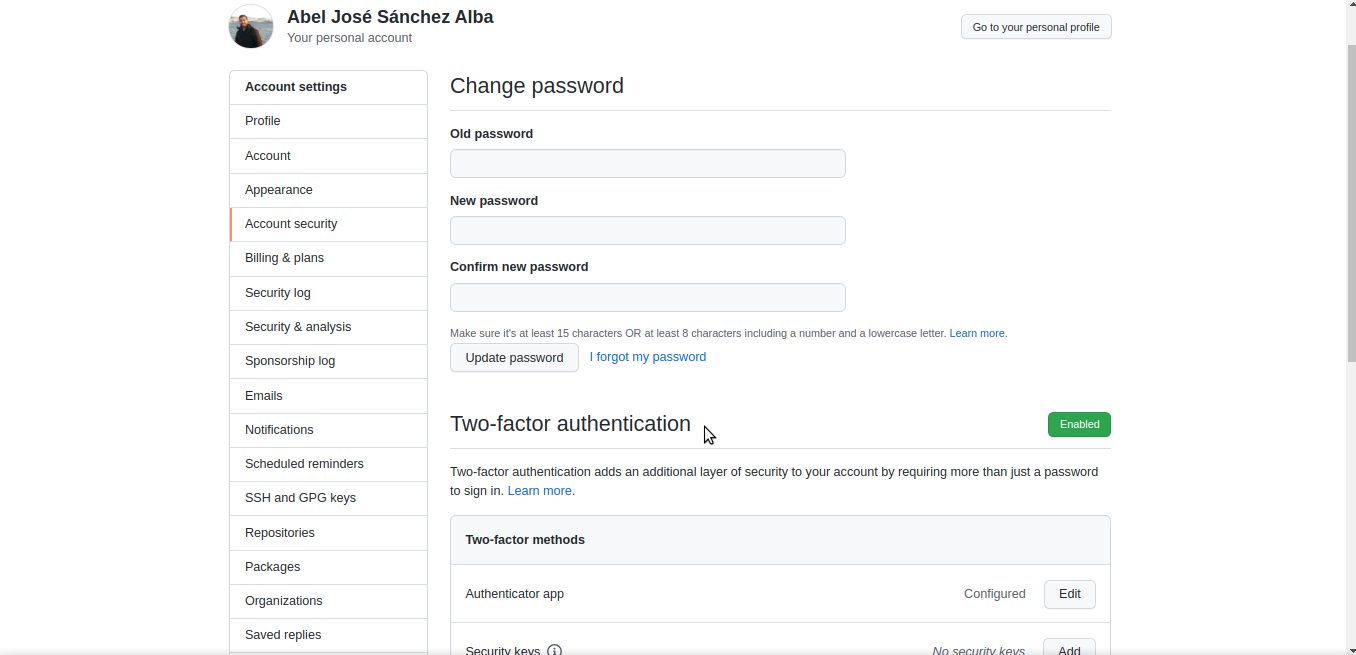 Abel José Sánchez Alba
Your personal account
Go to your personal profile
Account settings
Profile
Account
Appearance
Account security
Billing & plans
Security log
Security & analysis
Sponsorship log
Emails
Notifications
Scheduled reminders
SSH and GPG keys
Repositories
Packages
Organizations
Saved replies
Change password
Old password
New password
Confirm new password
Make sure it's at least 15 characters OR at least 8 characters including a number and a lowercase letter. Learn more.
Update password I forgot my password
Two-factor authentication Enabled
Two-factor authentication adds an additional layer of security to your account by requiring more than just a password
to sign in. Learn more.
Two-factor methods
Authenticator app Configured Edit
Security keys No security keys Add